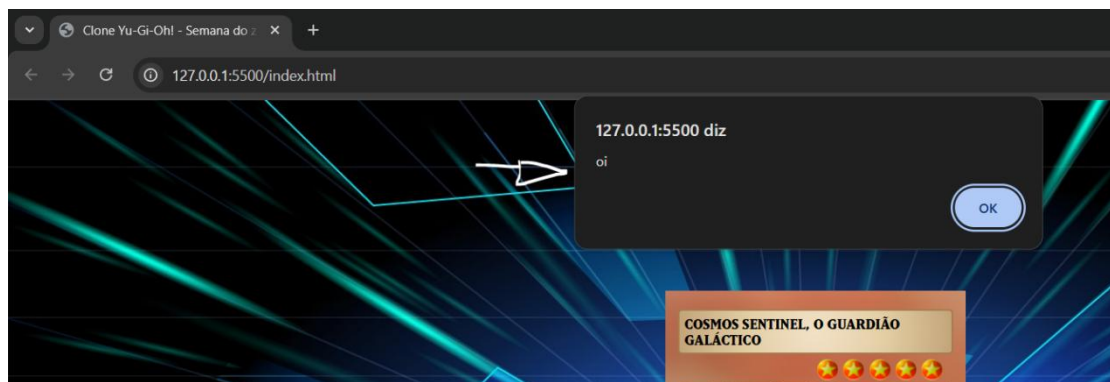 Clone Yu-Gi-Oh! - Semana do z
127.0.0.1:5500/index.html
127.0.0.1:5500 diz
oi
OK
COSMOS SENTINEL, O GUARDIÃO
GALÁCTICO